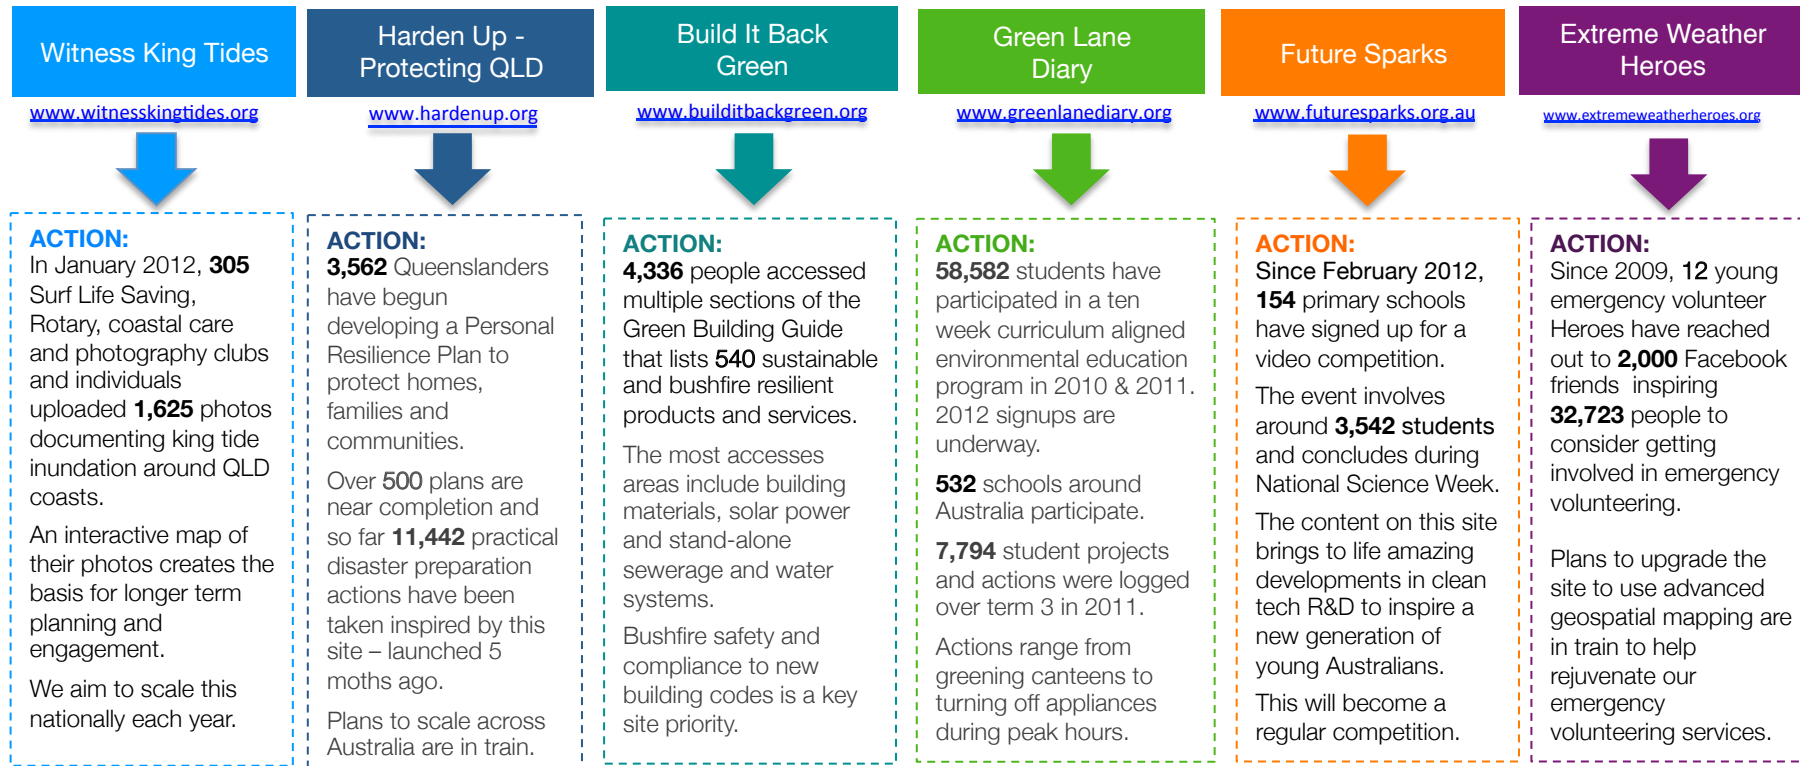 Witness King Tides
www.witnesskingtides.org
ACTION:
In January 2012, 305
Surf Life Saving,
Rotary, coastal care
and photography clubs
and individuals
uploaded 1,625 photos
documenting king tide
inundation around QLD
coasts.
An interactive map of
their photos creates the
basis for longer term
planning and
engagement.
We aim to scale this
nationally each year.
Harden Up -
Protecting QLD
www.hardenup.org
ACTION:
3,562 Queenslanders
have begun
developing a Personal
Resilience Plan to
protect homes,
families and
communities.
Over 500 plans are
near completion and
so far 11,442 practical
disaster preparation
actions have been
taken inspired by this
site – launched 5
moths ago.
Plans to scale across
Australia are in train.
Build It Back
Green
www.builditbackgreen.org
ACTION:
4,336 people accessed
multiple sections of the
Green Building Guide
that lists 540 sustainable
and bushfire resilient
products and services.
The most accesses
areas include building
materials, solar power
and stand-alone
sewerage and water
systems.
Bushfire safety and
compliance to new
building codes is a key
site priority.
Green Lane
Diary
www.greenlanediary.org
ACTION:
58,582 students have
participated in a ten
week curriculum aligned
environmental education
program in 2010 & 2011.
2012 signups are
underway.
532 schools around
Australia participate.
7,794 student projects
and actions were logged
over term 3 in 2011.
Actions range from
greening canteens to
turning off appliances
during peak hours.
Future Sparks
www.futuresparks.org.au
ACTION:
Since February 2012,
154 primary schools
have signed up for a
video competition.
The event involves
around 3,542 students
and concludes during
National Science Week.
The content on this site
brings to life amazing
developments in clean
tech R&D to inspire a
new generation of
young Australians.
This will become a
regular competition.
Extreme Weather
Heroes
www.extremeweatherheroes.org
ACTION:
Since 2009, 12 young
emergency volunteer
Heroes have reached
out to 2,000 Facebook
friends inspiring
32,723 people to
consider getting
involved in emergency
volunteering.
Plans to upgrade the
site to use advanced
geospatial mapping are
in train to help
rejuvenate our
emergency
volunteering services.